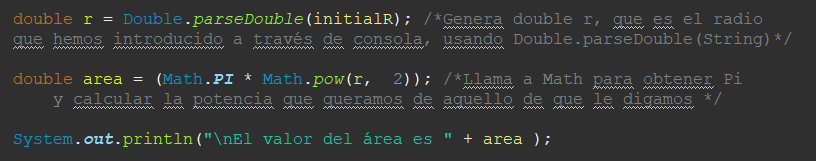 double r = Double.parseDouble(initialR); /*Genera double r, que es el radio
que hemos introducido a través de consola, usando Double.parseDouble(String)*/
double area = (Math.PI * Math.pow(r,  2)); /*Llama a Math para obtener Pi
y calcular la potencia que queramos de aquello de que le digamos */
System.out.println("\nEl valor del área es " + area );